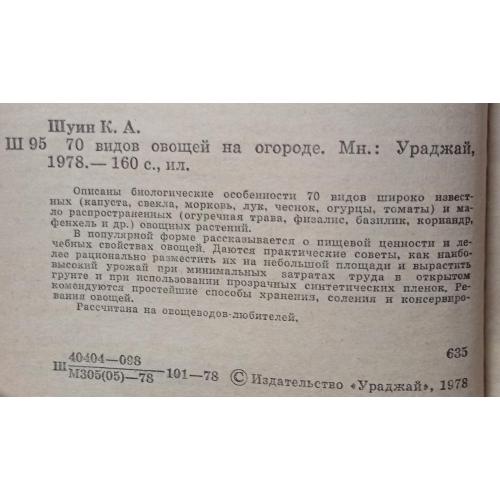 Шуин К. А.
Ш 95 70 видов овощей на огороде. Мн.: Ураджай,
1978.— 160 с., ил.
Описаны биологические особенности 70 видов широко извест-
ных (капуста, свекла, морковь, лук, чеснок, огурцы, томаты) и ма-
ло распространенных (огуречная трава, физалис, базилик, кориандр,
фенхель и др.) овощных растений.
В популярной форме рассказывается о пищевой ценности и ле-
чебных свойствах овощей. Даются практические советы, как наибо-
лее рационально разместить их на небольшой площади и вырастить
высокий урожай при минимальных затратах труда в открытом
грунте и при использовании прозрачных синтетических пленок. Ре-
комендуются простейшие способы хранения, соления и консервиро-
вания овощей.
Рассчитана на овощеводов-любителей.
Ш 40404—098
М305(05)—78 101—78
635
© Издательство «Ураджай», 1978